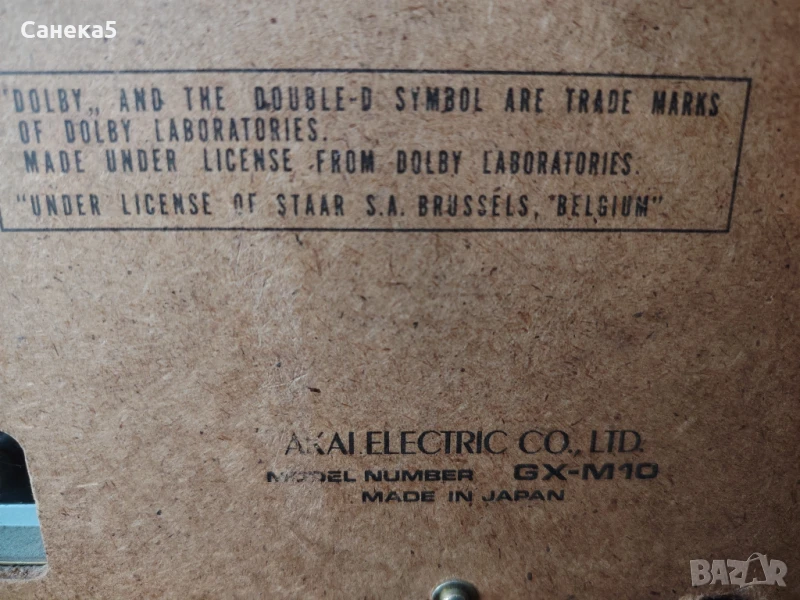 Санека5
"DOLBY„ AND THE DOUBLE-D SYMBOL ARE TRADE MARKS
OF DOLBY LABORATORIES.
MADE UNDER LICENSE FROM DOLBY LABORATORIES.
"UNDER LICENSE OF STAAR S.A. BRUSSELS, BELGIUM"
AKAI ELECTRIC CO., LTD.
MODEL NUMBER GX-M10
MADE IN JAPAN
BAZAR